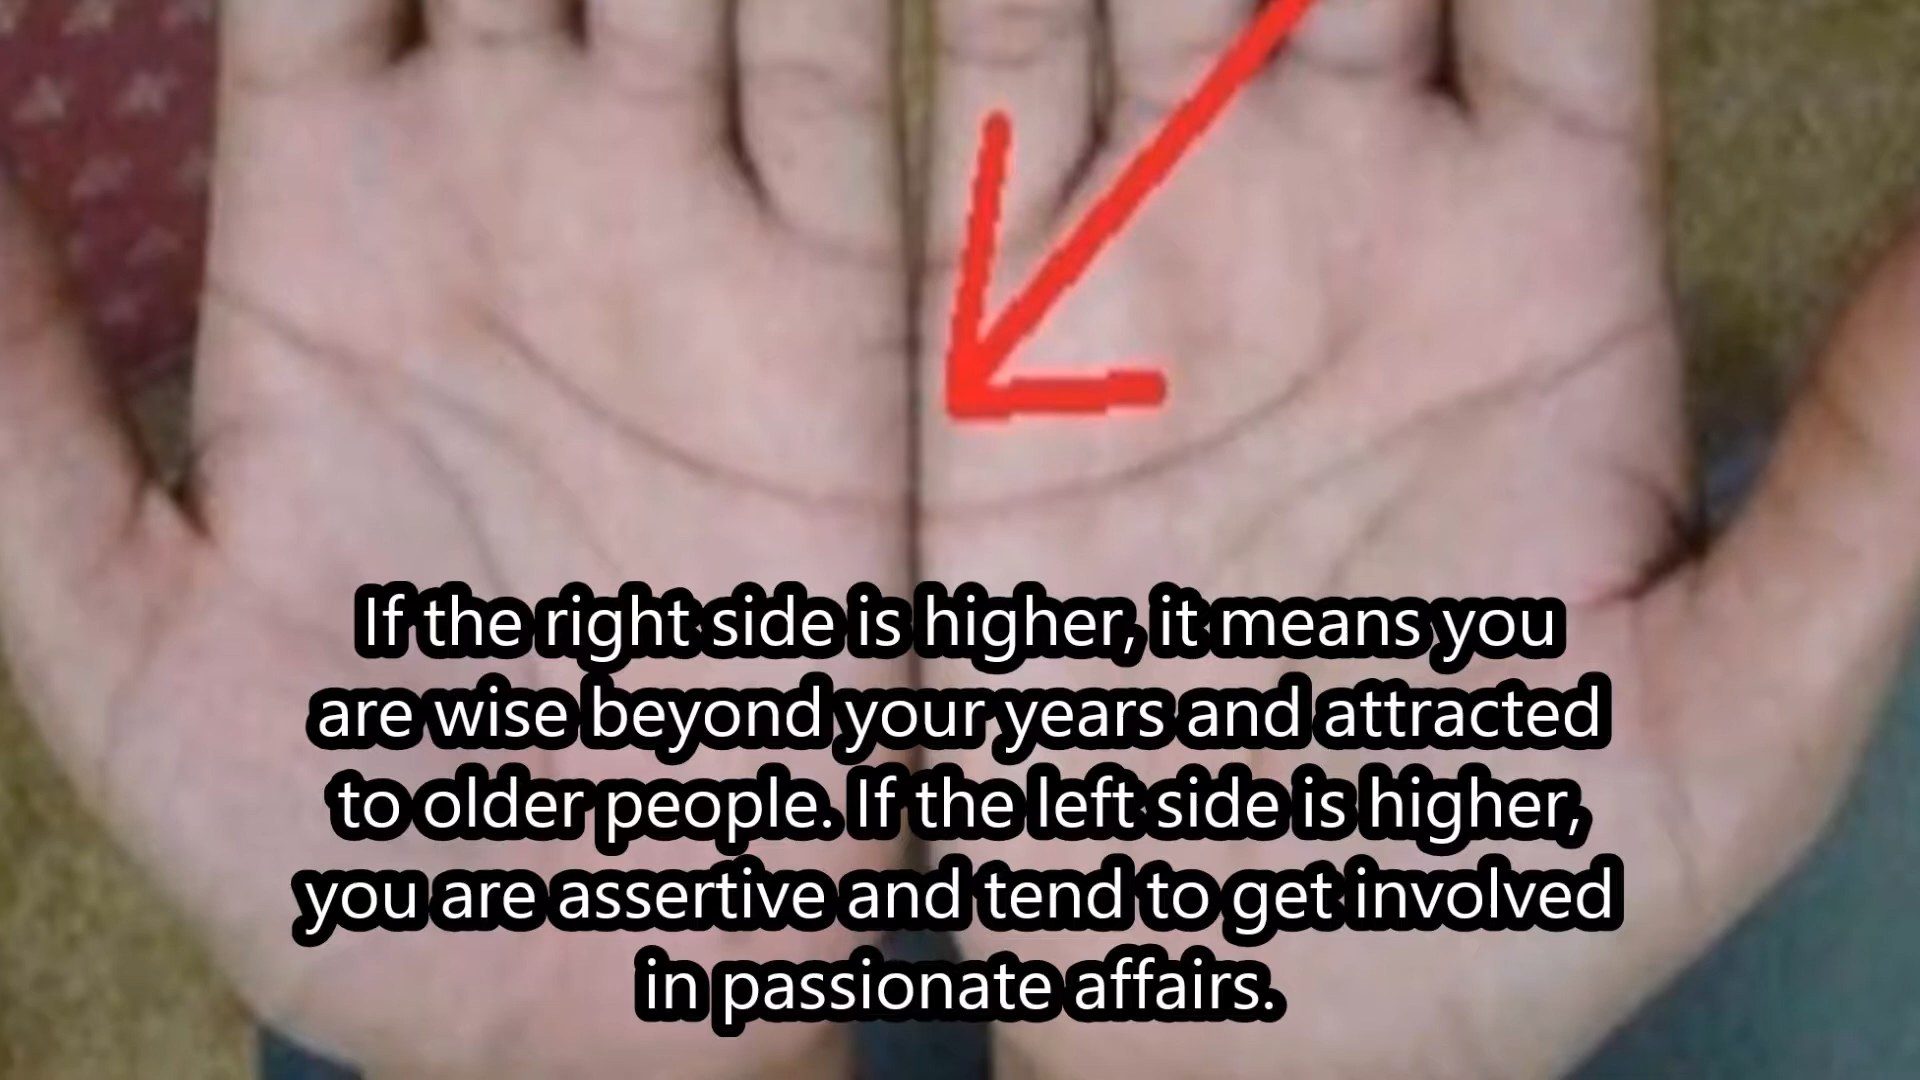 If the right side is higher, it means you
are wise beyond your years and attracted
to older people. If the left side is higher,
you are assertive and tend to get involved
in passionate affairs.